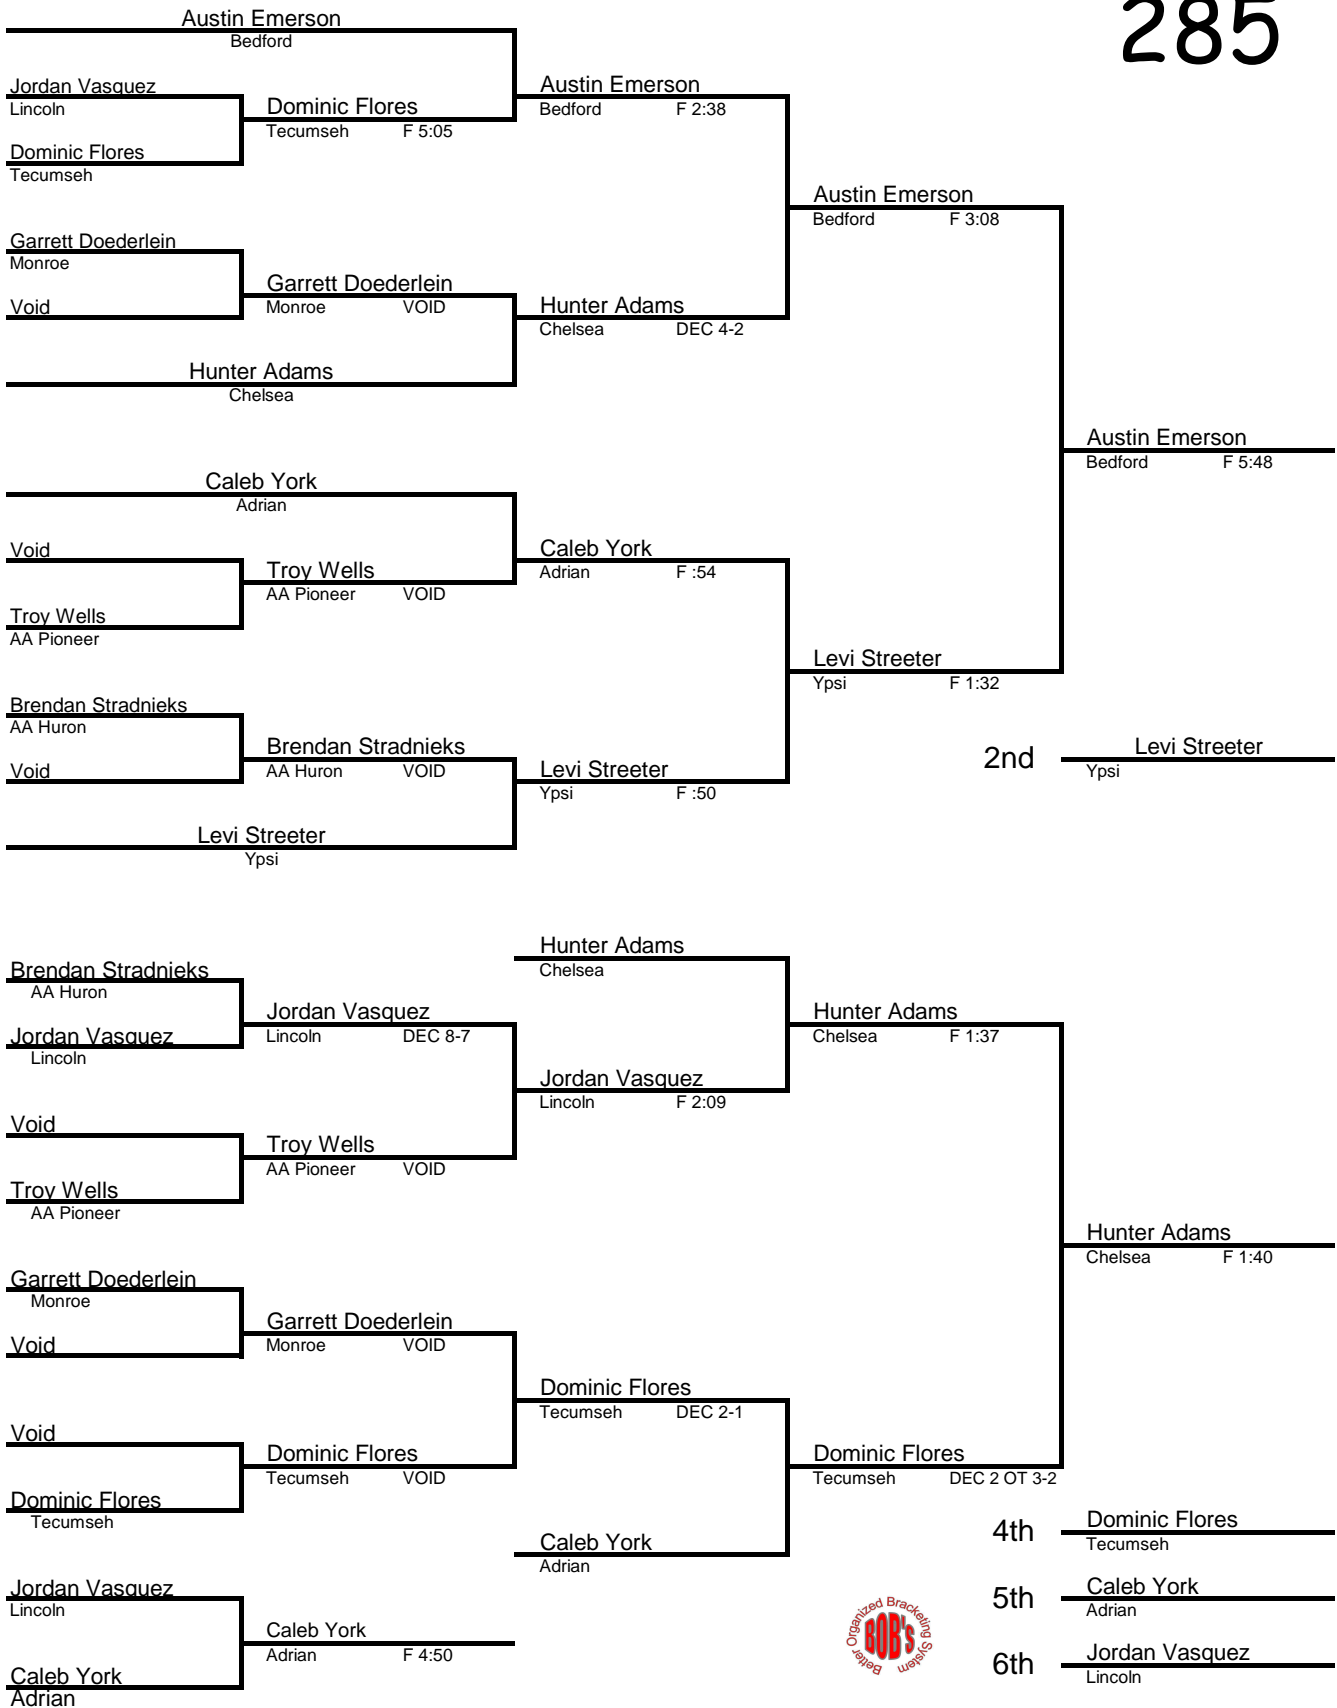 285
Austin Emerson
Bedford
Jordan Vasquez
Lincoln
Dominic Flores
Tecumseh F 5:05
Dominic Flores
Tecumseh
Austin Emerson
Bedford F 2:38
Garrett Doederlein
Monroe
Garrett Doederlein
Monroe VOID
Void
Hunter Adams
Chelsea DEC 4-2
Hunter Adams
Chelsea
Austin Emerson
Bedford F 3:08
Caleb York
Adrian
Void
Troy Wells
AA Pioneer VOID
Troy Wells
AA Pioneer
Caleb York
Adrian F :54
Brendan Stradnieks
AA Huron
Brendan Stradnieks
AA Huron VOID
Void
Levi Streeter
Ypsi F :50
Levi Streeter
Ypsi
Levi Streeter
Ypsi F 1:32
Austin Emerson
Bedford F 5:48
2nd Levi Streeter
Ypsi
Hunter Adams
Chelsea
Brendan Stradnieks
AA Huron
Jordan Vasquez
Lincoln DEC 8-7
Jordan Vasquez
Lincoln
Hunter Adams
Chelsea F 1:37
Jordan Vasquez
Lincoln F 2:09
Void
Troy Wells
AA Pioneer VOID
Troy Wells
AA Pioneer
Hunter Adams
Chelsea F 1:40
Garrett Doederlein
Monroe
Garrett Doederlein
Monroe VOID
Void
Dominic Flores
Tecumseh DEC 2-1
Void
Dominic Flores
Tecumseh VOID
Dominic Flores
Tecumseh
Dominic Flores
Tecumseh DEC 2 OT 3-2
Caleb York
Adrian
Jordan Vasquez
Lincoln
Caleb York
Adrian F 4:50
Caleb York
Adrian
4th Dominic Flores
Tecumseh
5th Caleb York
Adrian
6th Jordan Vasquez
Lincoln
Better Organized Bracketing System
BOB'S